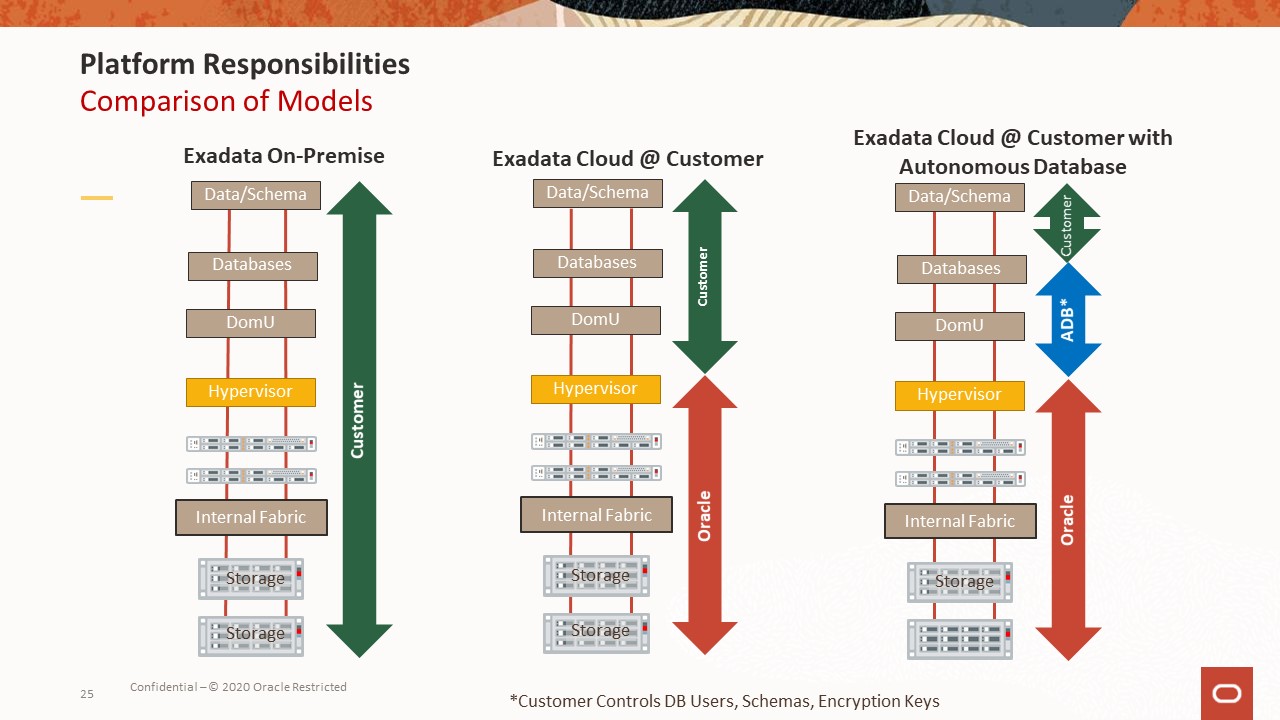 Platform Responsibilities
Comparison of Models
Exadata On-Premise
Data/Schema
Databases
DomU
Hypervisor
Internal Fabric
Storage
Storage
Customer
Exadata Cloud @ Customer
Data/Schema
Databases
DomU
Hypervisor
Internal Fabric
Storage
Storage
Customer
Oracle
Exadata Cloud @ Customer with
Autonomous Database
Data/Schema
Databases
DomU
Hypervisor
Internal Fabric
Storage
Customer
ADB*
Oracle
25
Confidential – © 2020 Oracle Restricted
*Customer Controls DB Users, Schemas, Encryption Keys